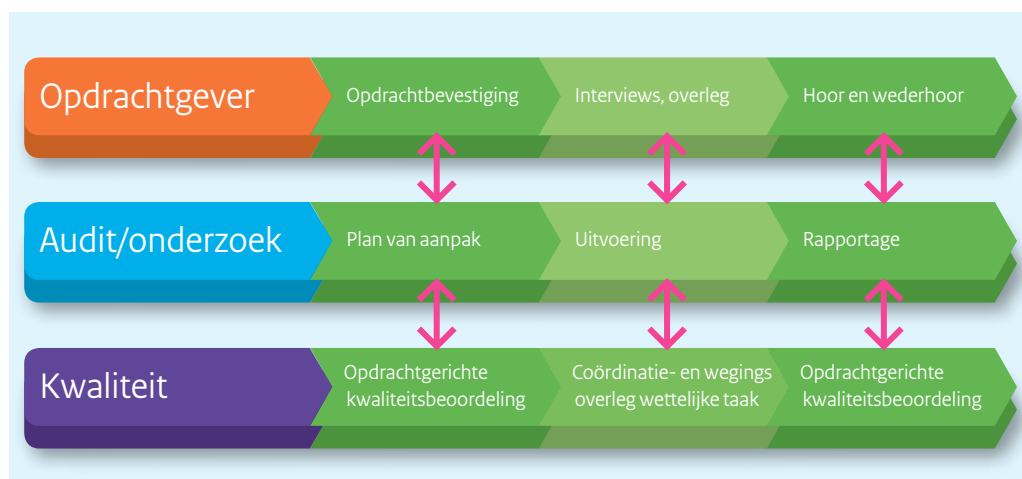 Opdrachtgever
Opdrachtbevestiging
Interviews, overleg
Hoor en wederhoor
Audit/onderzoek
Plan van aanpak
Uitvoering
Rapportage
Kwaliteit
Opdrachtgerichte
kwaliteitsbeoordeling
Coördinatie- en wegings
overleg wettelijke taak
Opdrachtgerichte
kwaliteitsbeoordeling